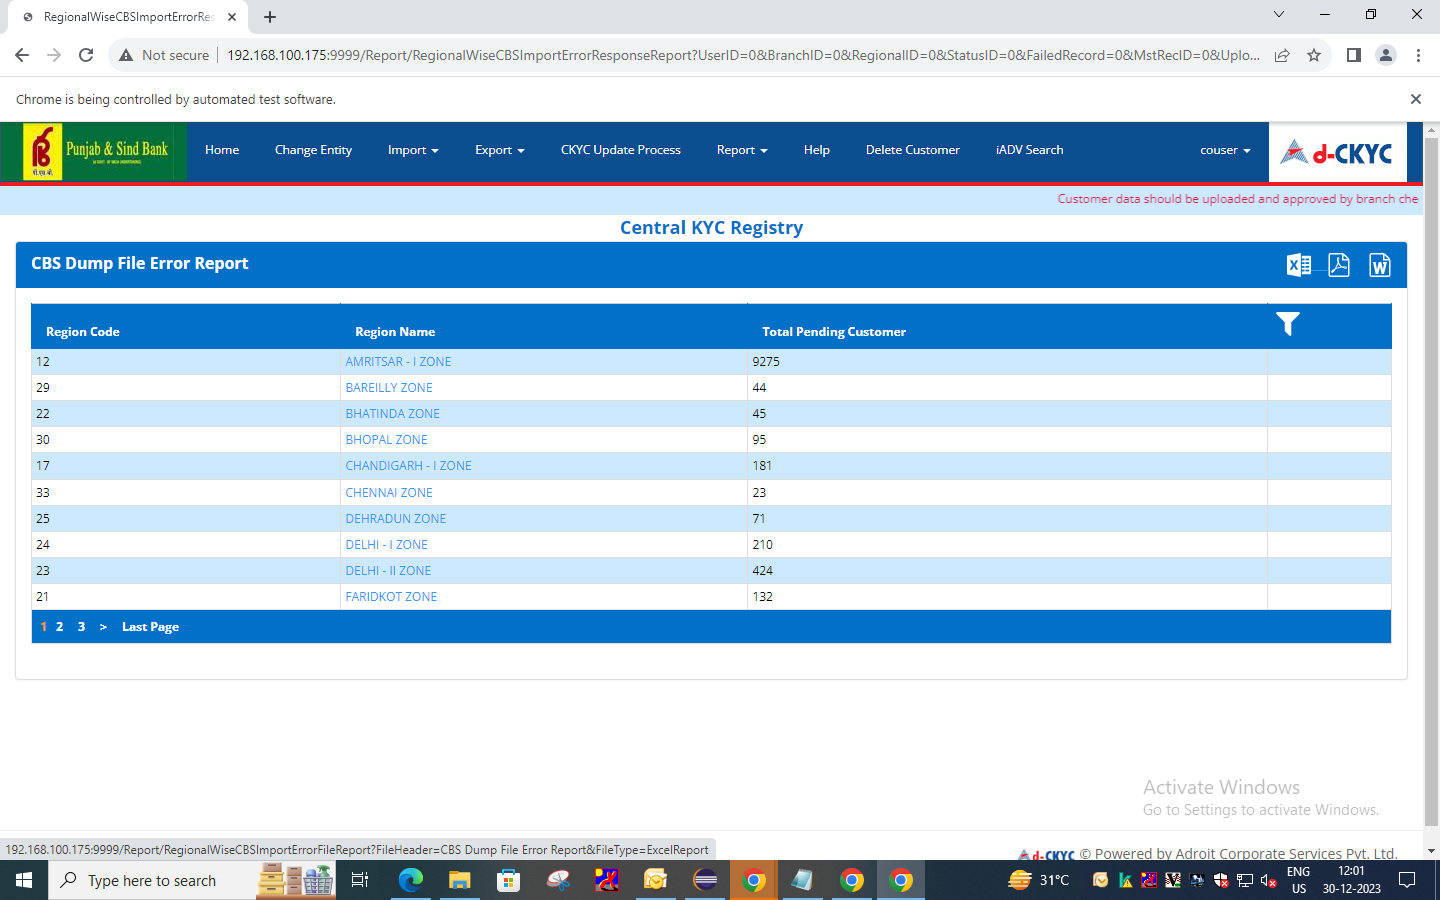 RegionalWiseCBSImportErrorRes
Not secure
192.168.100.175:9999/Report/RegionalWiseCBSImportErrorResponseReport?UserID=0&BranchID=0&RegionalID=0&StatusID=0&FailedRecord=0&MstRecID=0&Uplo...
Chrome is being controlled by automated test software.
Punjab & Sind Bank
पी.एस.बी.
Home Change Entity Import Export CKYC Update Process Report Help Delete Customer iADV Search couser
d-CKYC
Customer data should be uploaded and approved by branch che
Central KYC Registry
CBS Dump File Error Report
Region Code Region Name Total Pending Customer
12 AMRITSAR - I ZONE 9275
29 BAREILLY ZONE 44
22 BHATINDA ZONE 45
30 BHOPAL ZONE 95
17 CHANDIGARH - I ZONE 181
33 CHENNAI ZONE 23
25 DEHRADUN ZONE 71
24 DELHI - I ZONE 210
23 DELHI - II ZONE 424
21 FARIDKOT ZONE 132
1 2 3 > Last Page
Activate Windows
Go to Settings to activate Windows.
192.168.100.175:9999/Report/RegionalWiseCBSImportErrorFileReport?FileHeader=CBS Dump File Error Report&FileType=ExcelReport
d-CKYC © Powered by Adroit Corporate Services Pvt. Ltd.
Type here to search
31°C
ENG
US
12:01
30-12-2023